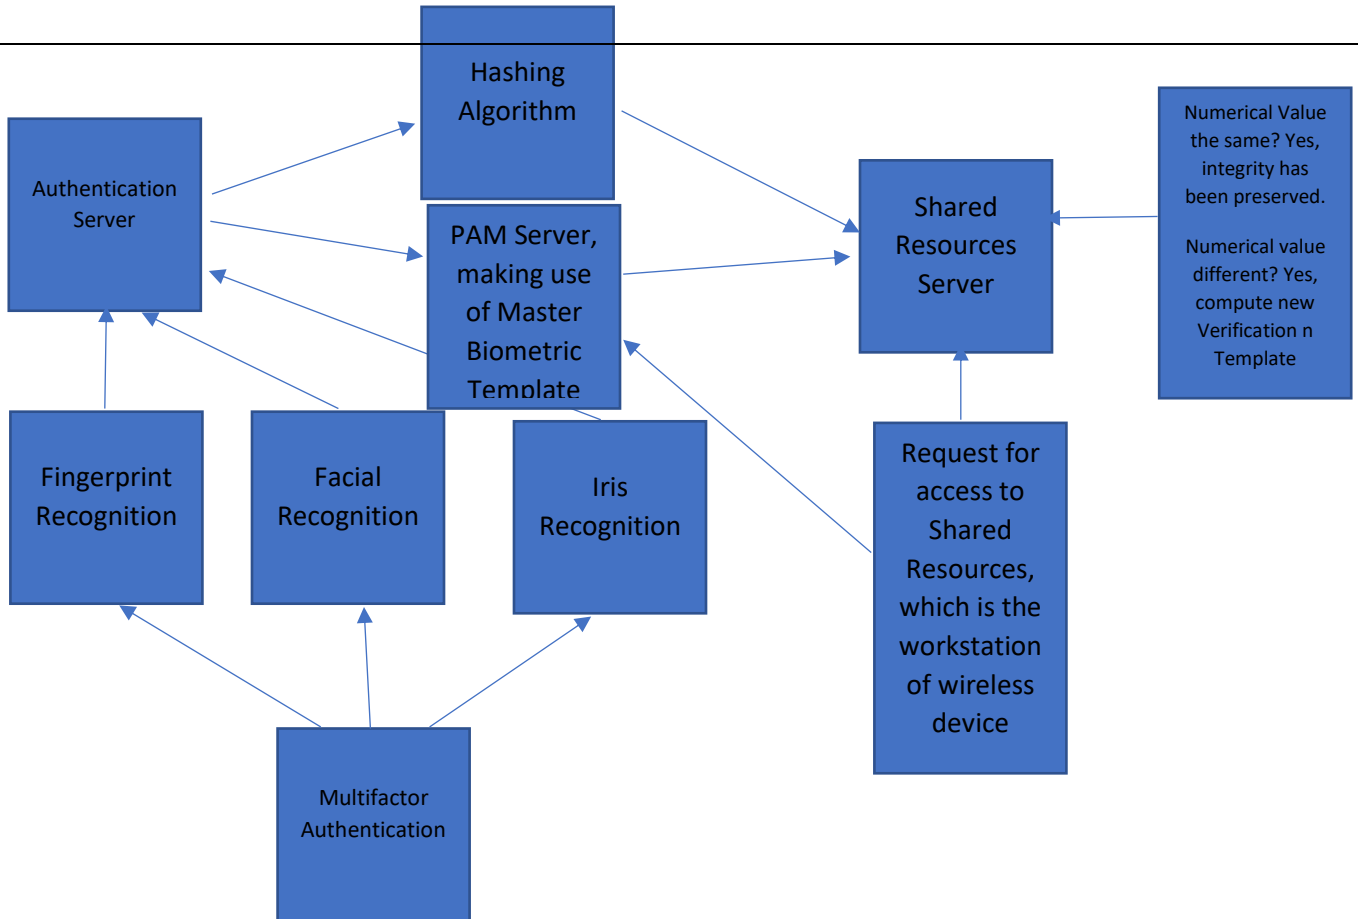 Hashing
Algorithm
Authentication
Server
PAM Server,
making use
of Master
Biometric
Template
Shared
Resources
Server
Numerical Value
the same? Yes,
integrity has
been preserved.
Numerical value
different? Yes,
compute new
Verification n
Template
Fingerprint
Recognition
Facial
Recognition
Iris
Recognition
Request for
access to
Shared
Resources,
which is the
workstation
of wireless
device
Multifactor
Authentication